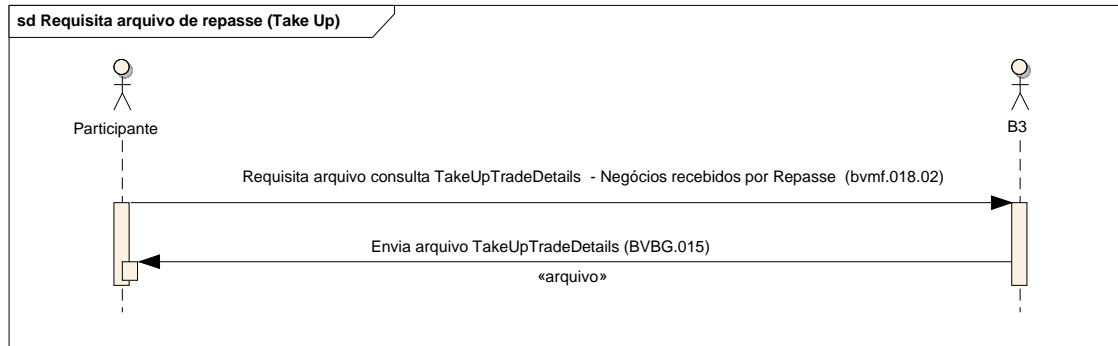 sd Requisita arquivo de repasse (Take Up)
Participante
B3
Requisita arquivo consulta TakeUpTradeDetails - Negócios recebidos por Repasse (bvmf.018.02)
Envia arquivo TakeUpTradeDetails (BVBG.015)
«arquivo»